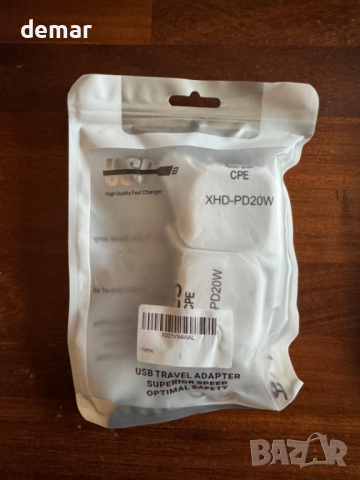 demar
USB
High Quality Fast Charger
CPE
XHD-PD20W
CPE
PD20W
New
USB TRAVEL ADAPTER
SUPERIOR SPEED
OPTIMAL SAFETY
BAZAR